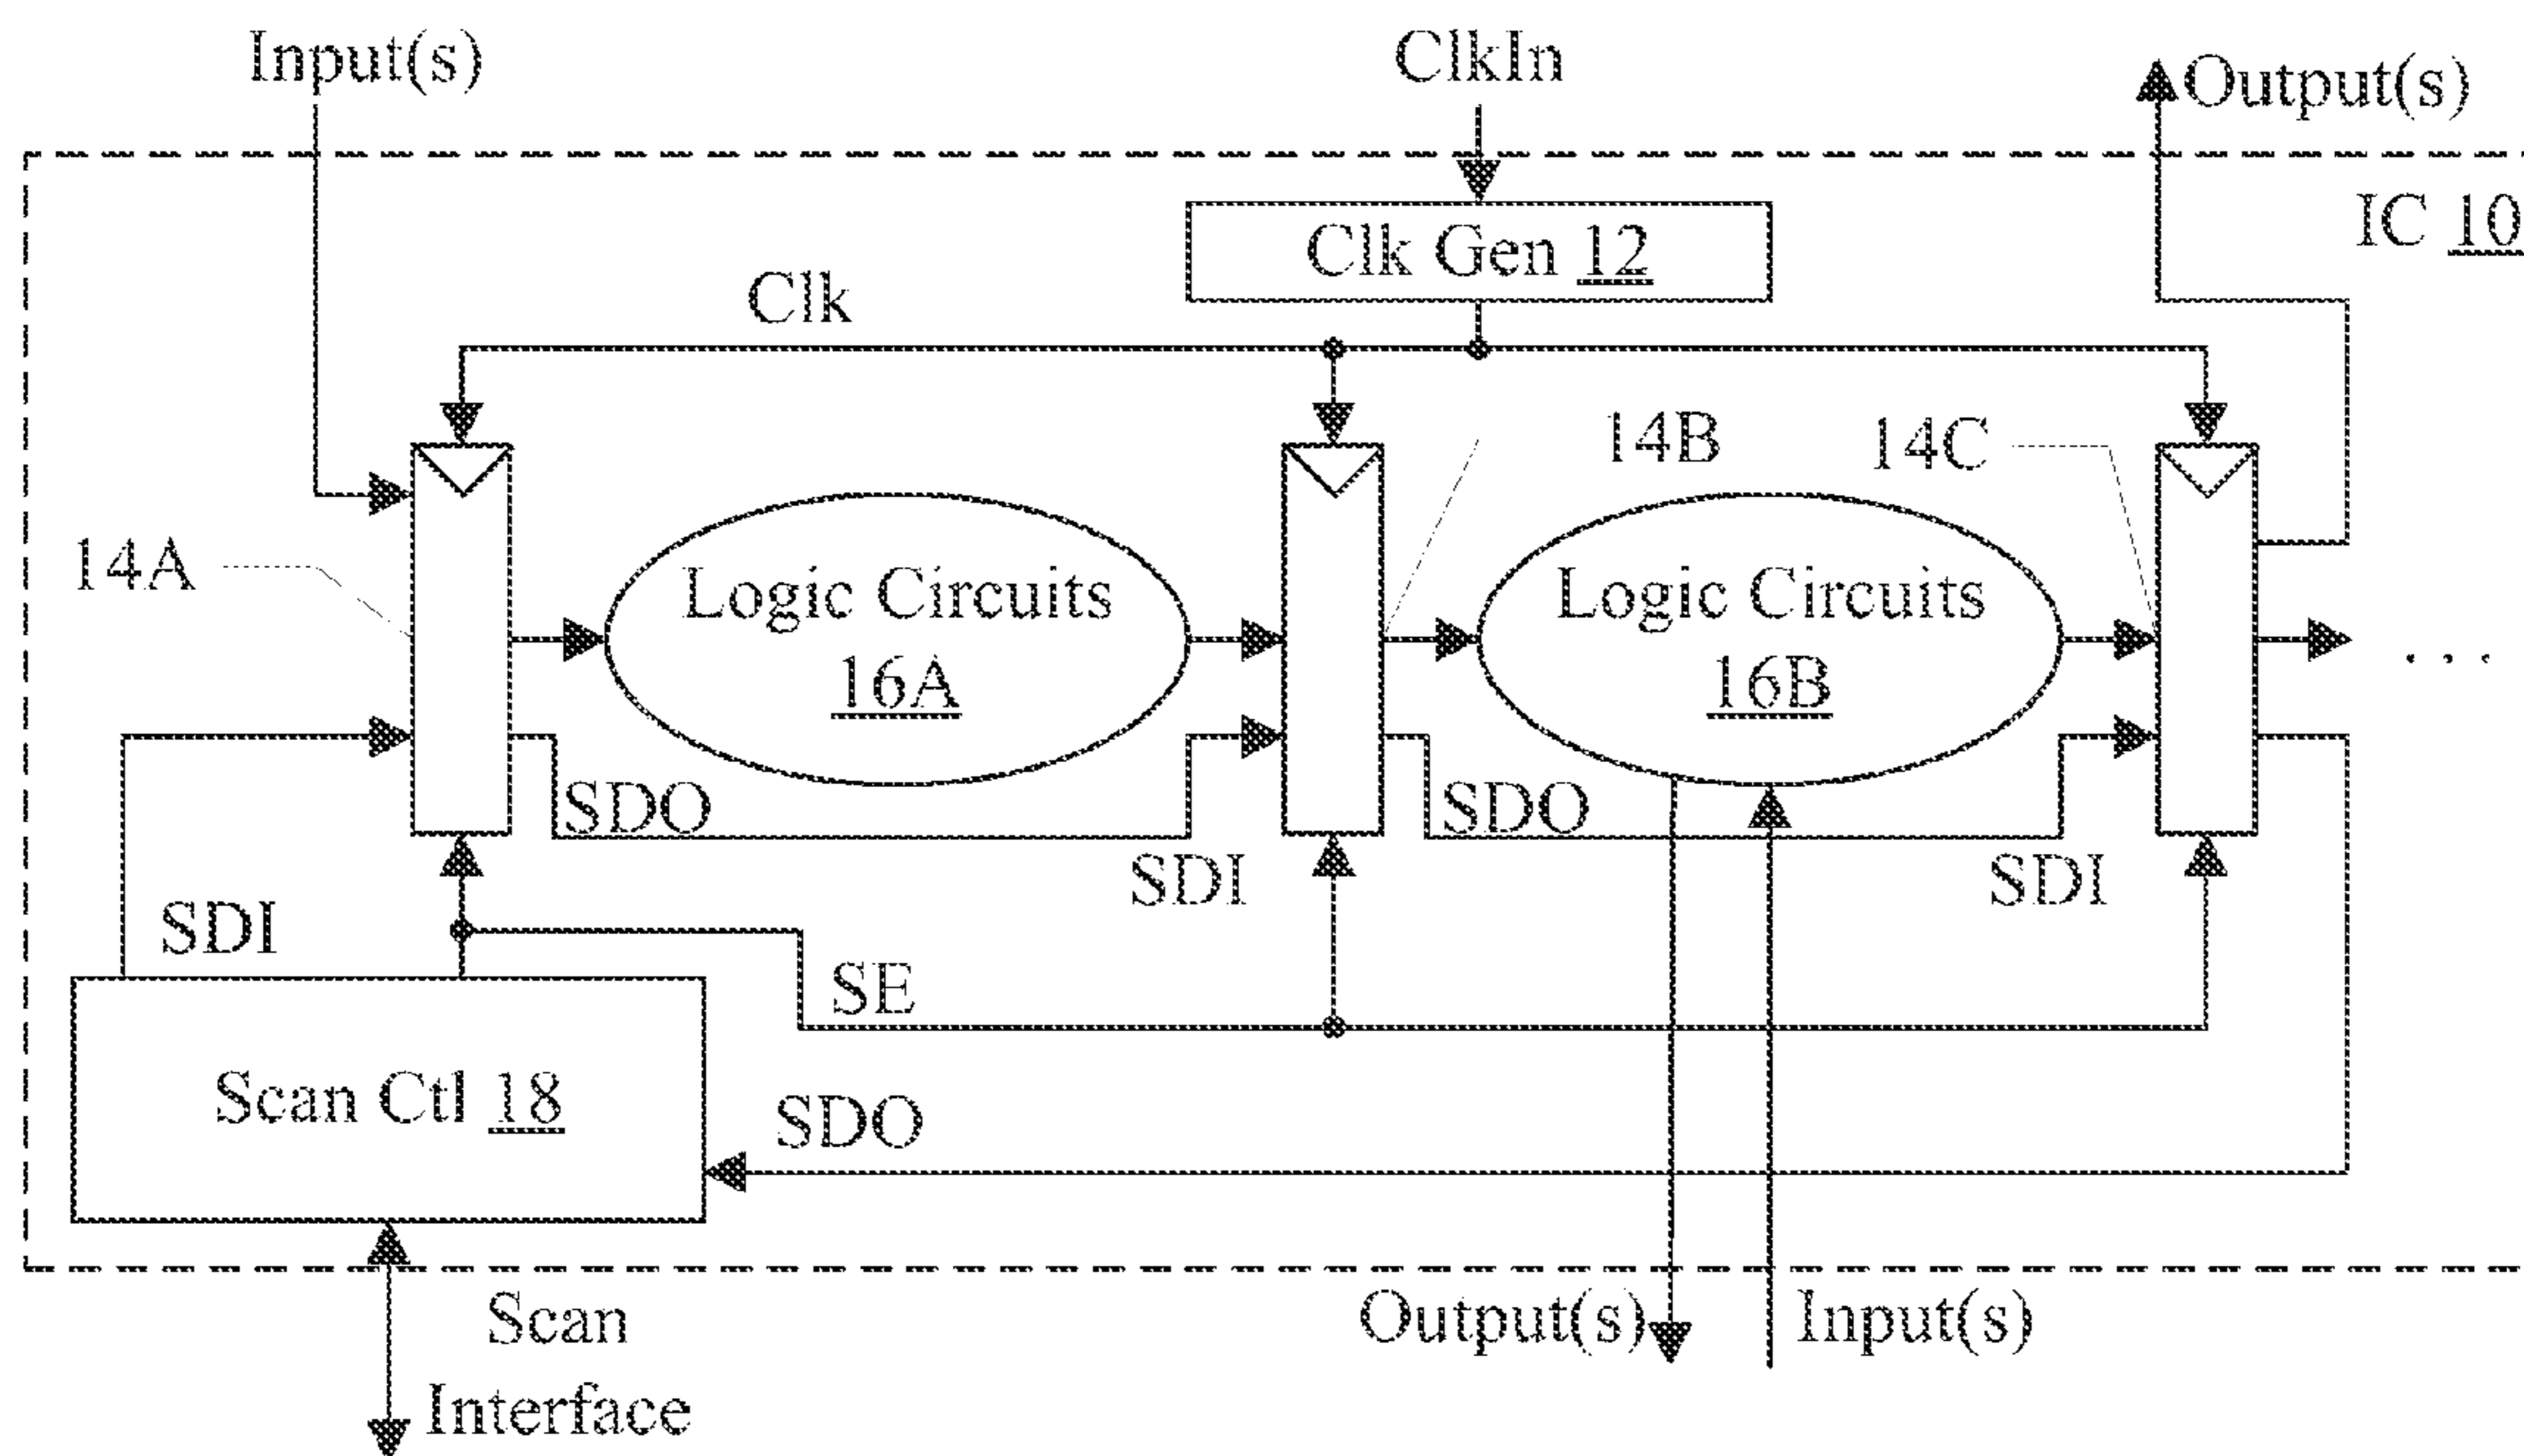 Input(s)
ClkIn
Output(s)
IC 10
Clk Gen 12
Clk
14B
14C
14A
Logic Circuits
16A
Logic Circuits
16B
. . .
SDO
SDO
SDI
SDI
SDI
SE
Scan Ctl 18
SDO
Scan
Interface
Output(s)
Input(s)